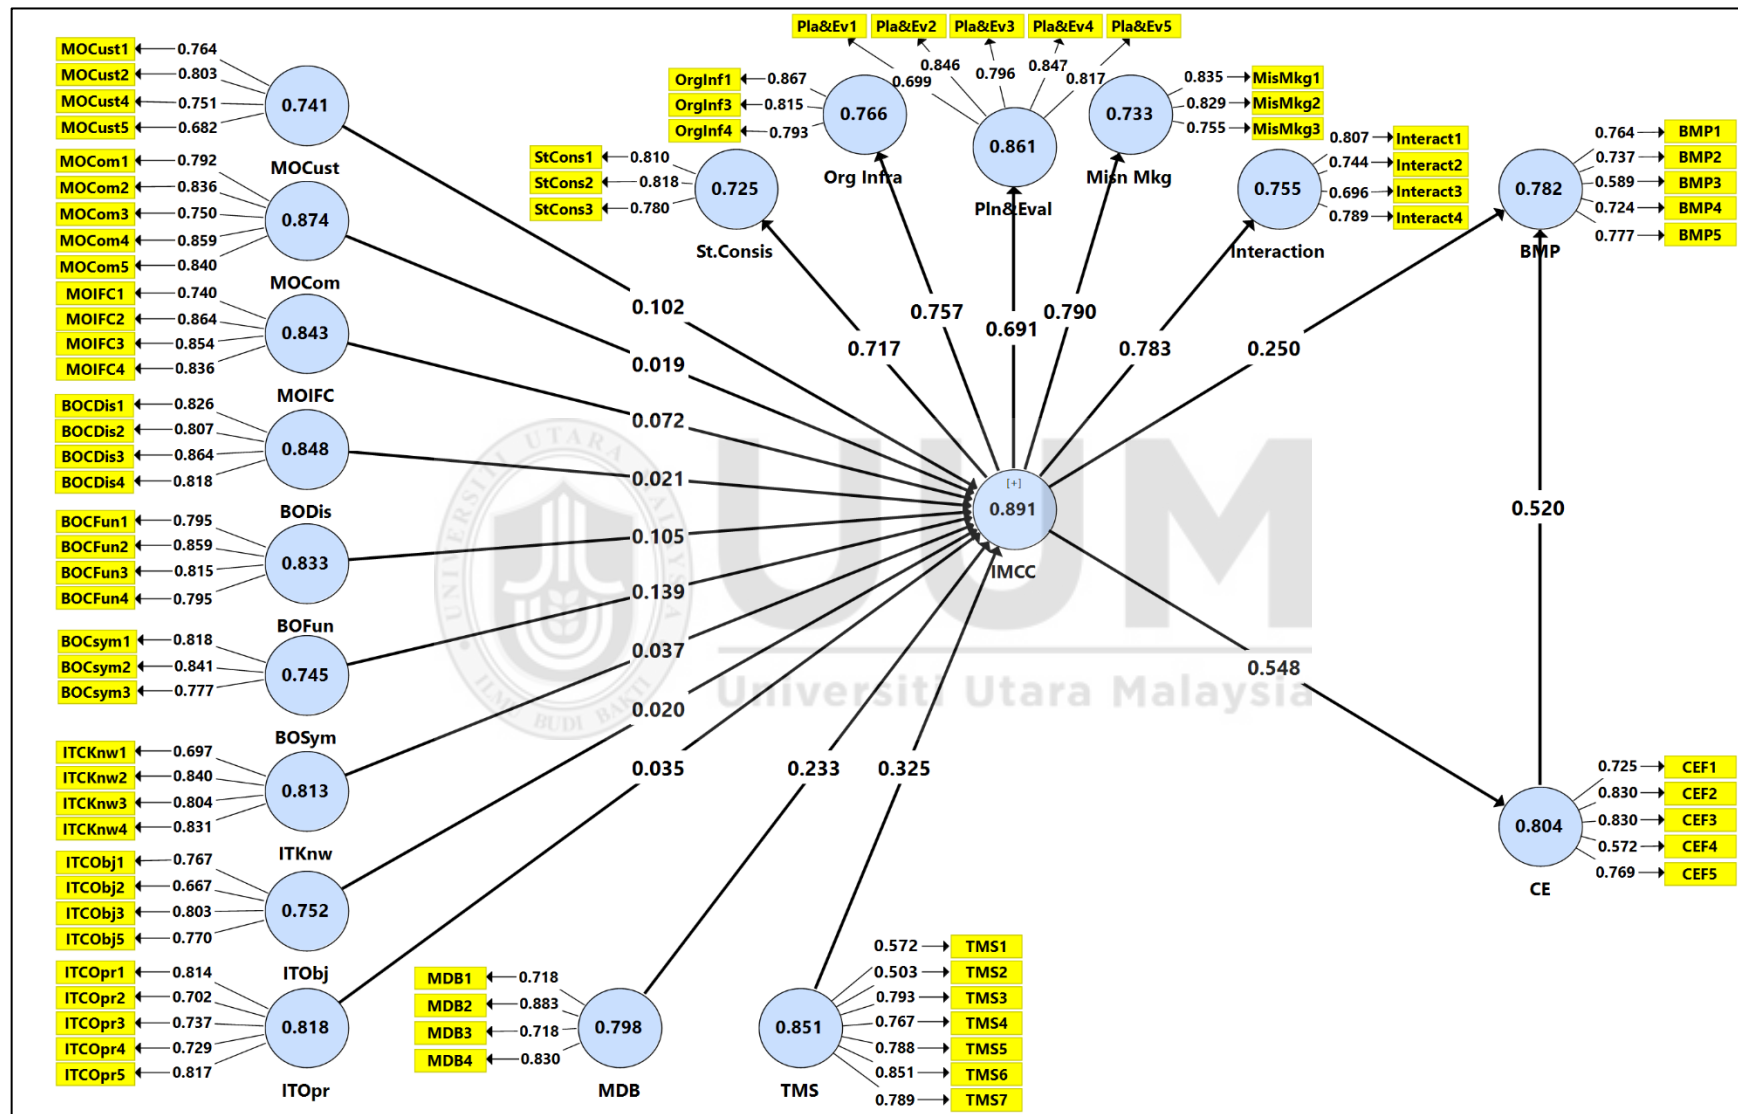 Pla&Ev1 Pla&Ev2 Pla&Ev3 Pla&Ev4 Pla&Ev5
0.699 0.846 0.796 0.847 0.817
MOCust1 0.764
MOCust2 0.803
MOCust4 0.751
MOCust5 0.682
0.741
MOCust
MOCom1 0.792
MOCom2 0.836
MOCom3 0.750
MOCom4 0.859
MOCom5 0.840
0.874
MOCom
MOIFC1 0.740
MOIFC2 0.864
MOIFC3 0.854
MOIFC4 0.836
0.843
MOIFC
BOCDis1 0.826
BOCDis2 0.807
BOCDis3 0.864
BOCDis4 0.818
0.848
BODis
BOCFun1 0.795
BOCFun2 0.859
BOCFun3 0.815
BOCFun4 0.795
0.833
BOFun
BOCsym1 0.818
BOCsym2 0.841
BOCsym3 0.777
0.745
BOSym
ITCKnw1 0.697
ITCKnw2 0.840
ITCKnw3 0.804
ITCKnw4 0.831
0.813
ITKnw
ITCObj1 0.767
ITCObj2 0.667
ITCObj3 0.803
ITCObj5 0.770
0.752
ITObj
ITCOpr1 0.814
ITCOpr2 0.702
ITCOpr3 0.737
ITCOpr4 0.729
ITCOpr5 0.817
0.818
ITOpr
MDB1 0.718
MDB2 0.883
MDB3 0.718
MDB4 0.830
0.798
MDB
0.851
TMS
0.572 TMS1
0.503 TMS2
0.793 TMS3
0.767 TMS4
0.788 TMS5
0.851 TMS6
0.789 TMS7
StCons1 0.810
StCons2 0.818
StCons3 0.780
0.725
St.Consis
OrgInf1 0.867
OrgInf3 0.815
OrgInf4 0.793
0.766
Org Infra
0.861
Pln&Eval
0.733
Misn Mkg
0.835 MisMkg1
0.829 MisMkg2
0.755 MisMkg3
0.755
Interaction
0.807 Interact1
0.744 Interact2
0.696 Interact3
0.789 Interact4
0.782
BMP
0.764 BMP1
0.737 BMP2
0.589 BMP3
0.724 BMP4
0.777 BMP5
0.102
0.019
0.072
0.021
0.105
0.139
0.037
0.020
0.035
0.233
0.325
0.717
0.757
0.691
0.790
0.783
0.250
0.520
0.548
[+]
0.891
IMCC
0.804
CE
0.725 CEF1
0.830 CEF2
0.830 CEF3
0.572 CEF4
0.769 CEF5
UNIVERSITI UTARA MALAYSIA
ILMU BUDI BAKTI
UUM
Universiti Utara Malaysia